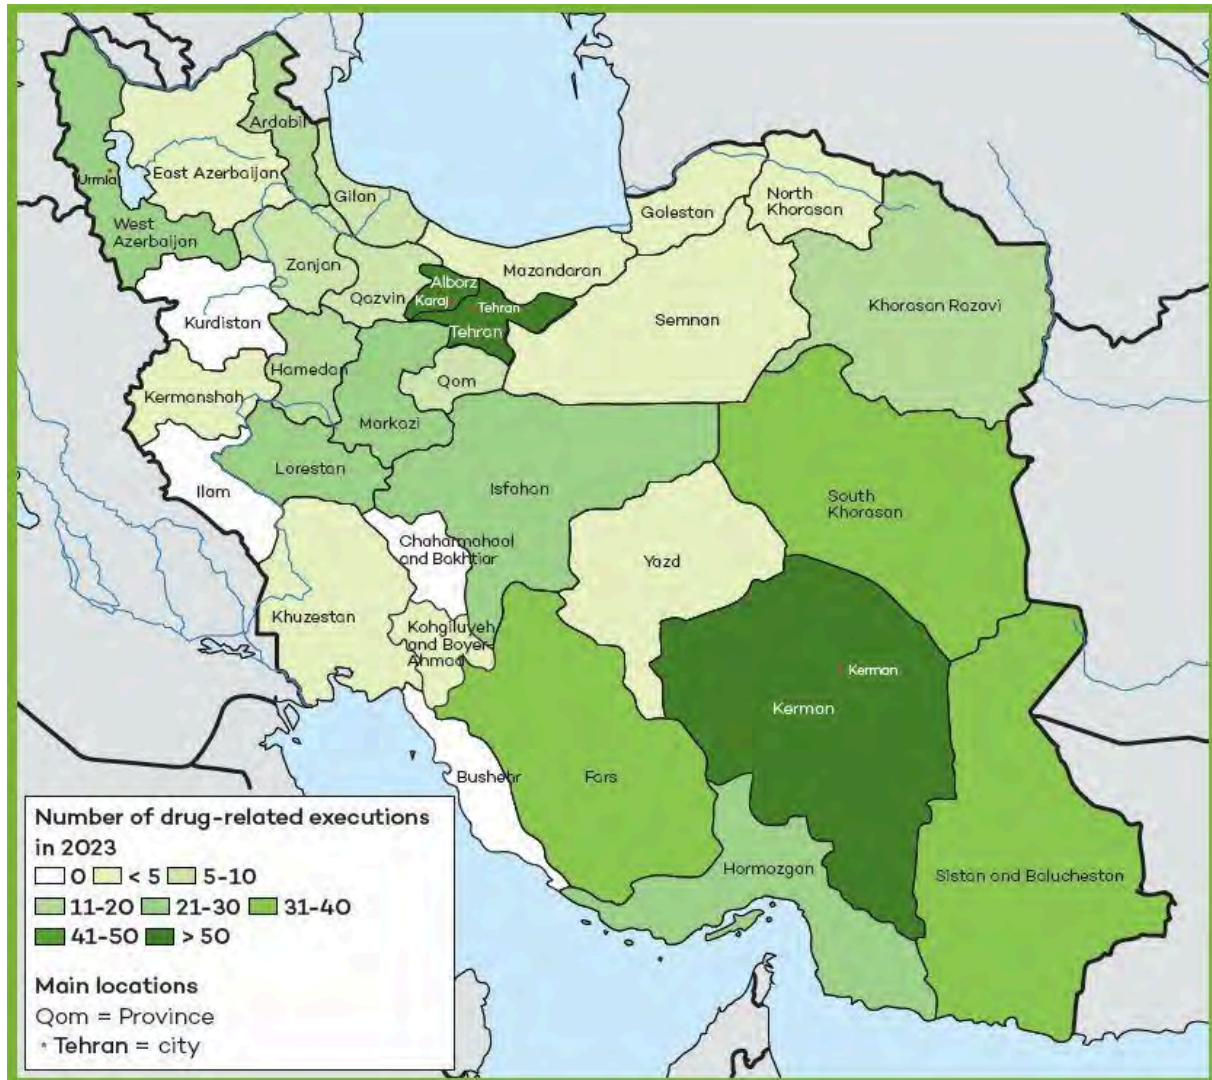 Ardabil
Urmia
East Azerbaijan
Gilan
West
Azerbaijan
Golestan
North
Khorasan
Zanjan
Mazandaran
Alborz
Karaj
Tehran
Qazvin
Khorasan Razavi
Kurdistan
Tehran
Semnan
Hamedan
Qom
Kermanshah
Markazi
Lorestan
Ilam
Isfahan
South
Khorasan
Chaharmahaal
and Bakhtiar
Yazd
Khuzestan
Kohgiluyeh
and Boyer-
Ahmad
Kerman
Kerman
Bushehr
Fars
Hormozgan
Sistan and Baluchestan
Number of drug-related executions
in 2023
0 < 5 5-10
11-20 21-30 31-40
41-50 > 50
Main locations
Qom = Province
• Tehran = city